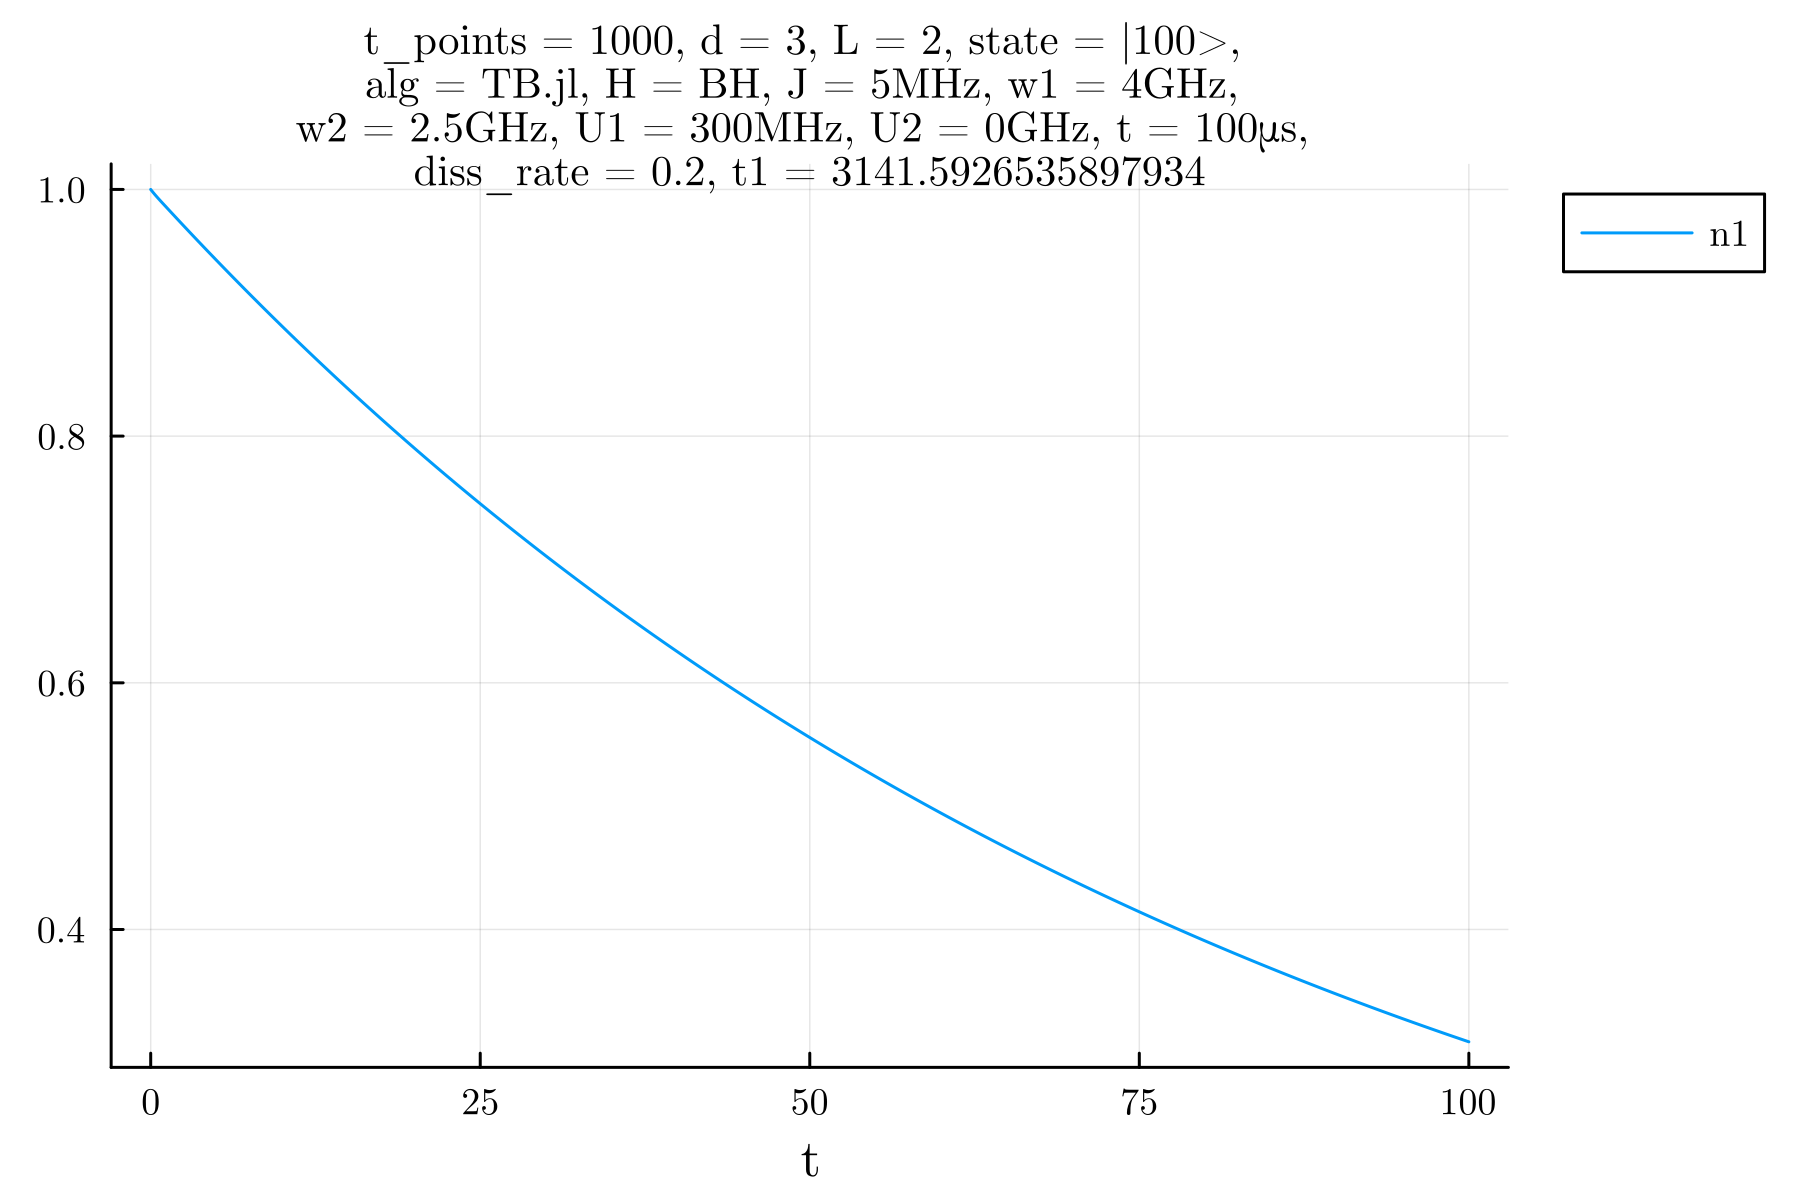 t_points = 1000, d = 3, L = 2, state = |100>,
alg = TB.jl, H = BH, J = 5MHz, w1 = 4GHz,
w2 = 2.5GHz, U1 = 300MHz, U2 = 0GHz, t = 100μs,
diss_rate = 0.2, t1 = 3141.5926535897934
1.0
0.8
0.6
0.4
n1
0 25 50 75 100
t